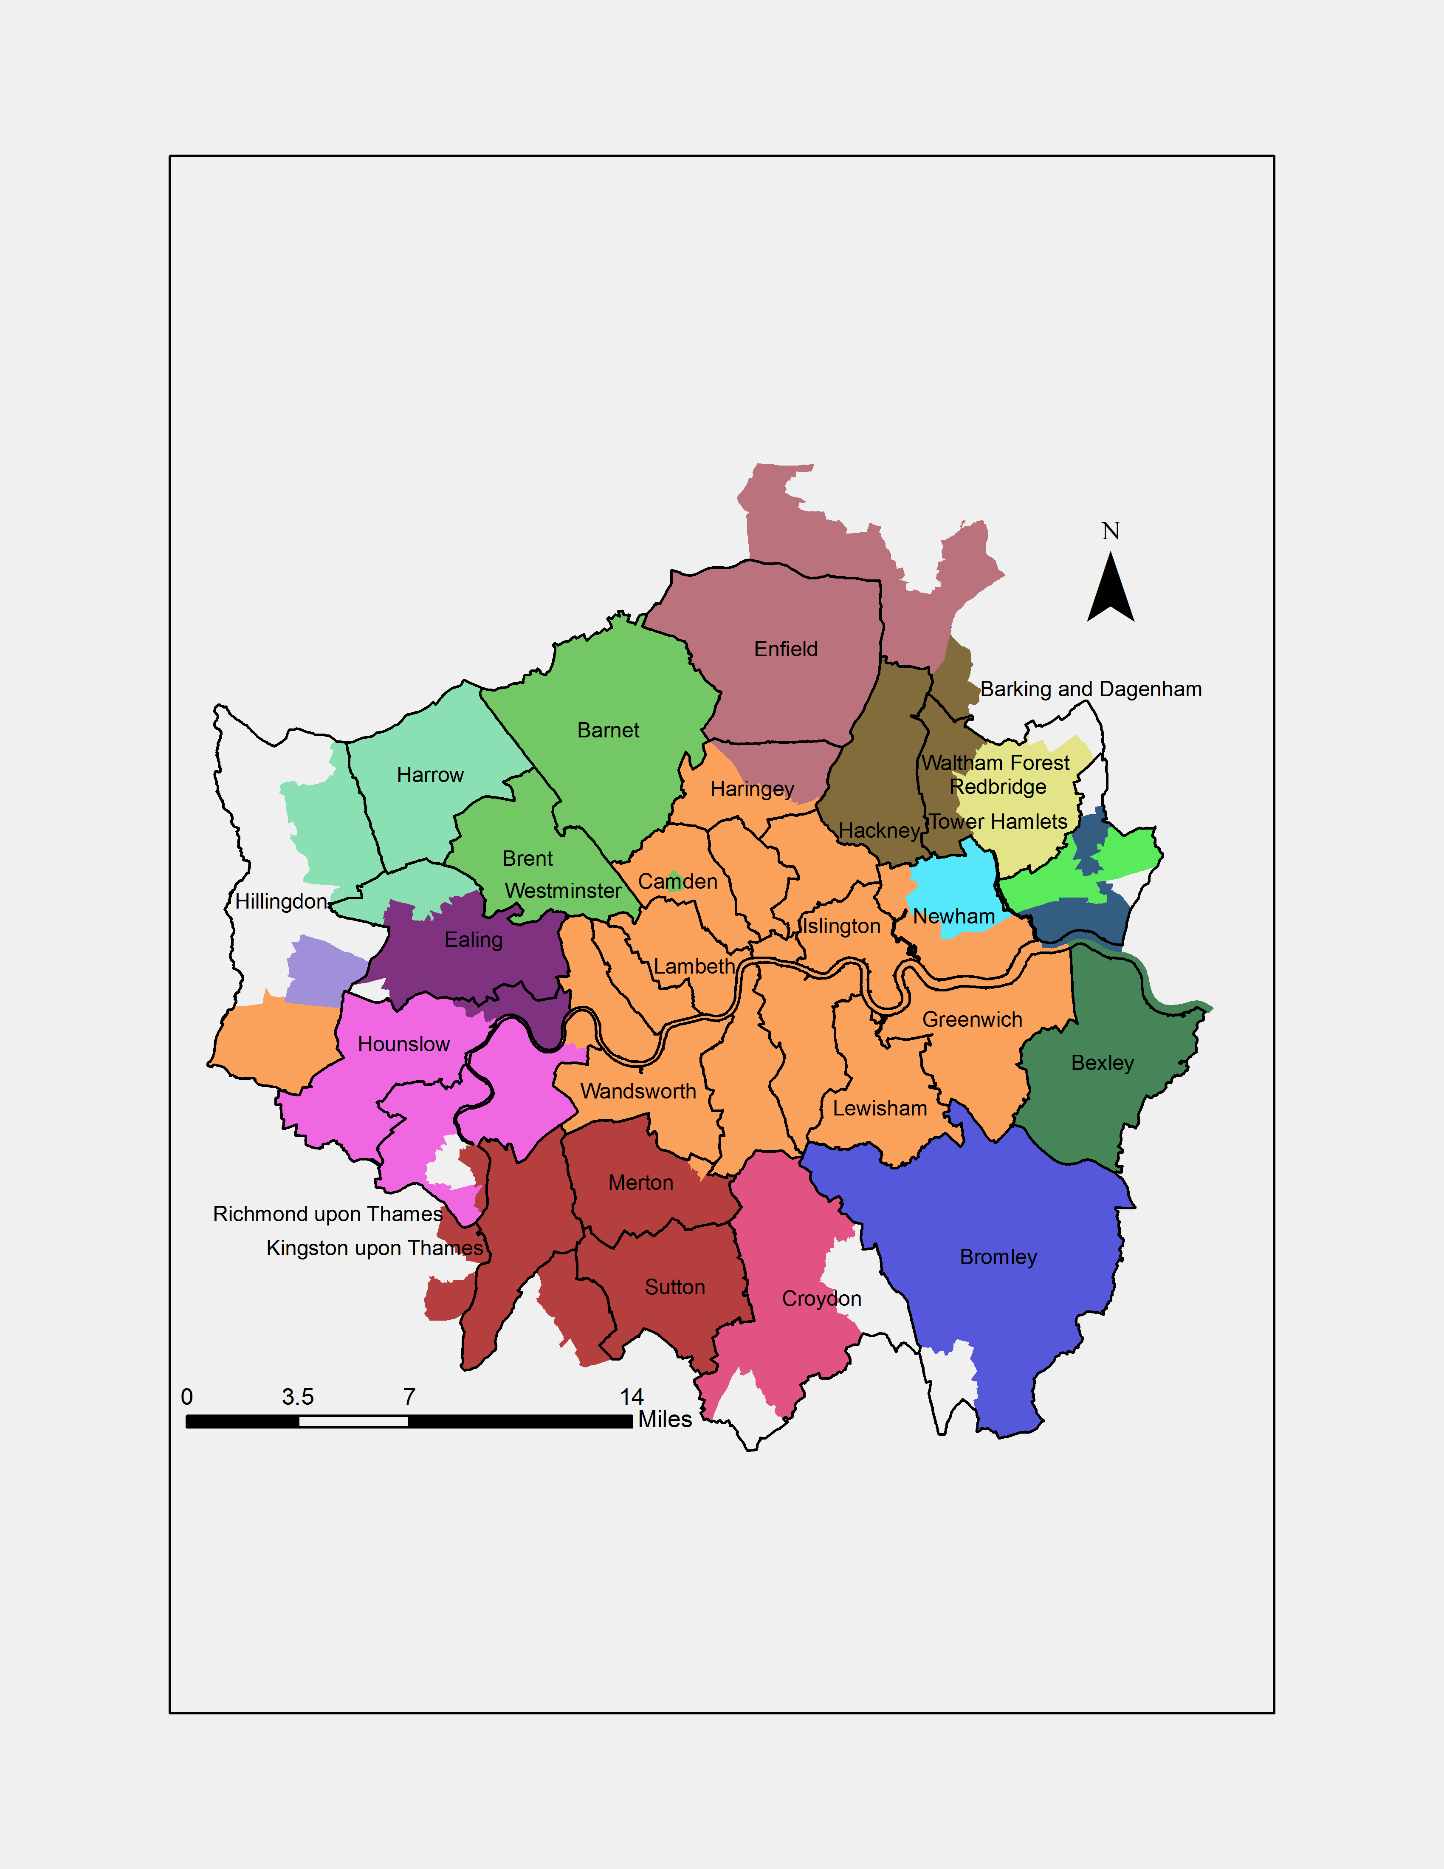 N
Enfield
Barking and Dagenham
Barnet
Waltham Forest
Harrow
Redbridge
Haringey
Tower Hamlets
Hackney
Brent
Camden
Westminster
Hillingdon
Newham
Islington
Ealing
Lambeth
Greenwich
Hounslow
Bexley
Wandsworth
Lewisham
Merton
Richmond upon Thames
Kingston upon Thames
Bromley
Sutton
Croydon
0 3.5 7 14
Miles